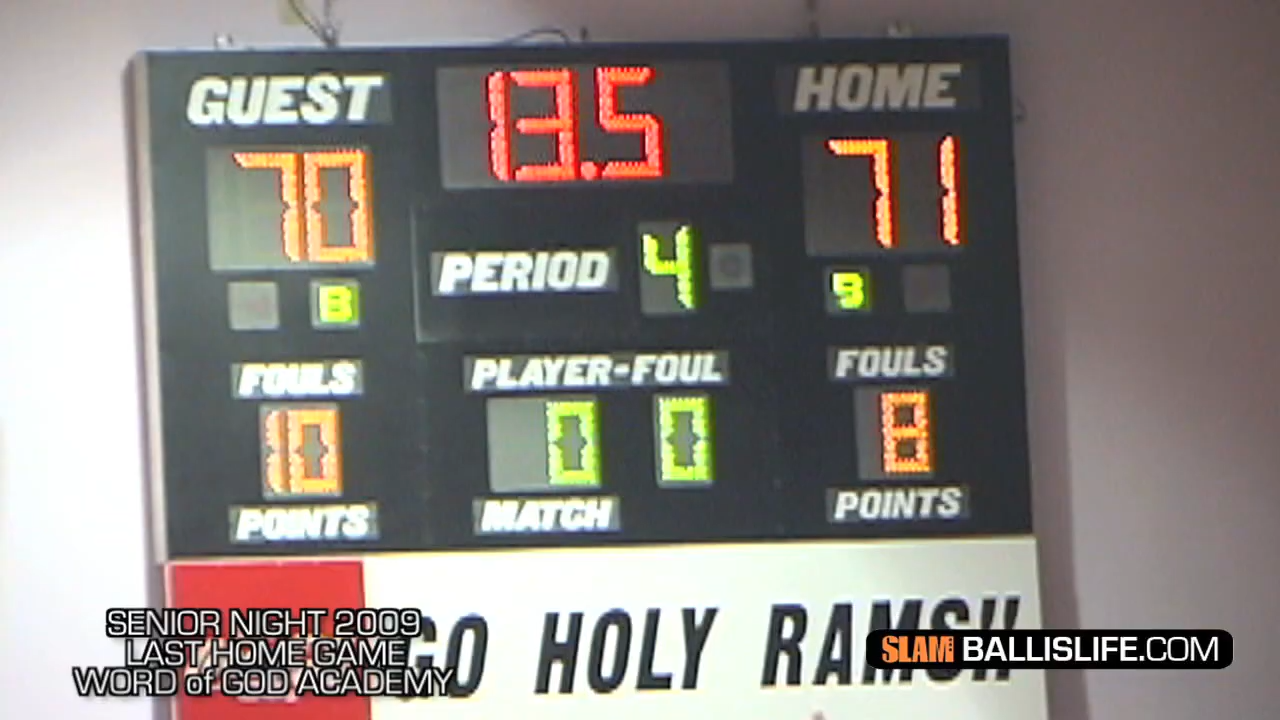 GUEST 13.5 HOME
70 71
PERIOD 4
B 9
FOULS PLAYER-FOUL FOULS
10 0 0 8
POINTS MATCH POINTS
GO HOLY RAMS!!
SENIOR NIGHT 2009
LAST HOME GAME
WORD of GOD ACADEMY
SLAM BALLISLIFE.COM